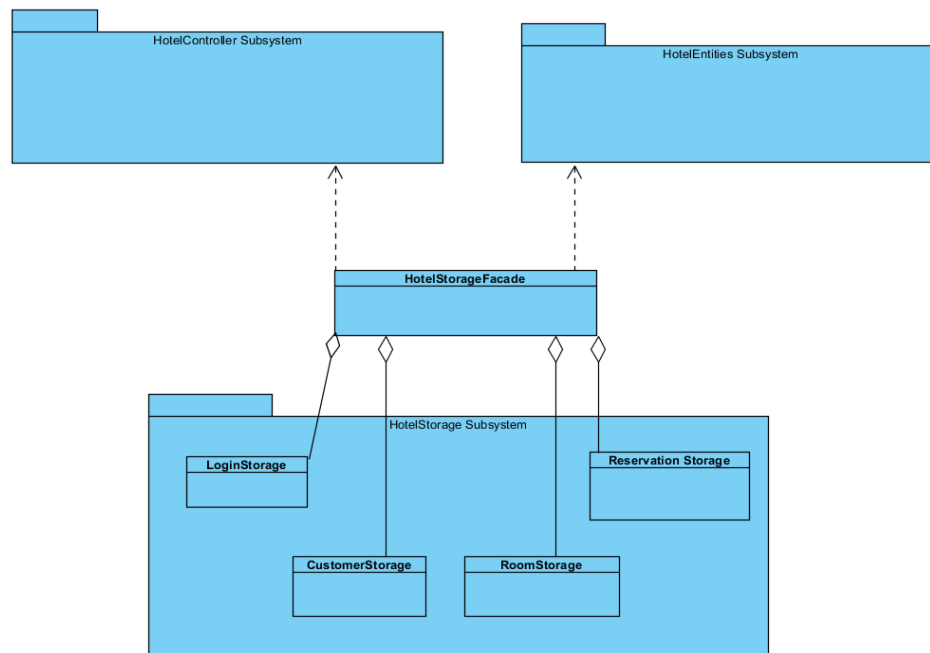 HotelController Subsystem
HotelEntities Subsystem
HotelStorageFacade
HotelStorage Subsystem
LoginStorage
Reservation Storage
CustomerStorage
RoomStorage